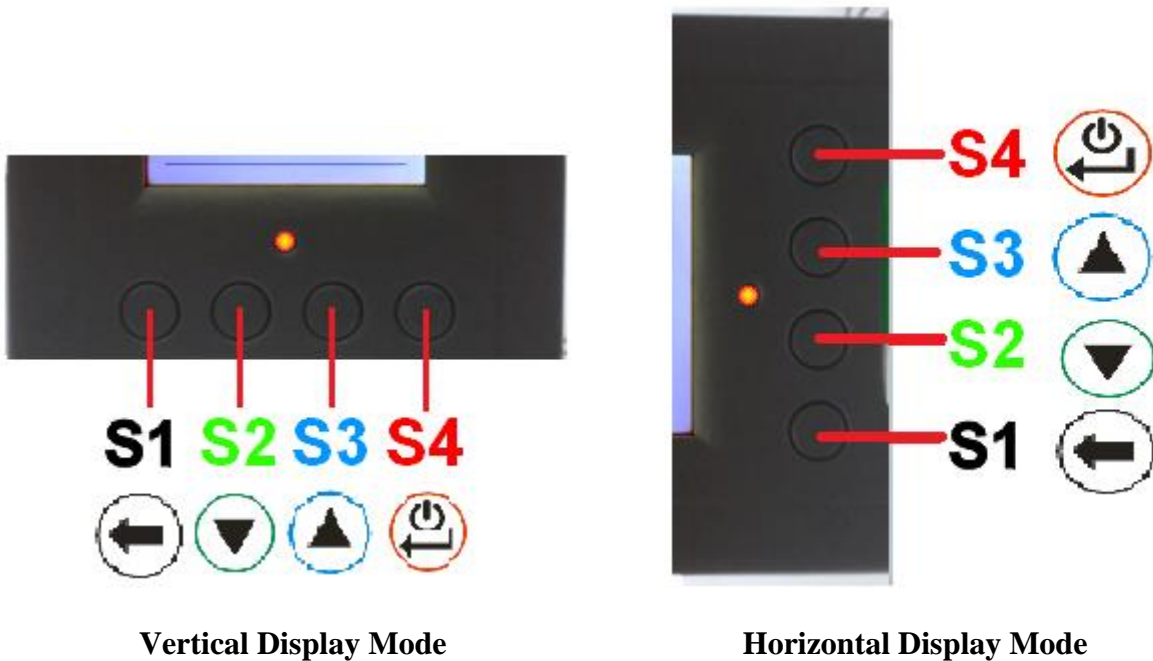 S1 S2 S3 S4
Vertical Display Mode
S4
S3
S2
S1
Horizontal Display Mode